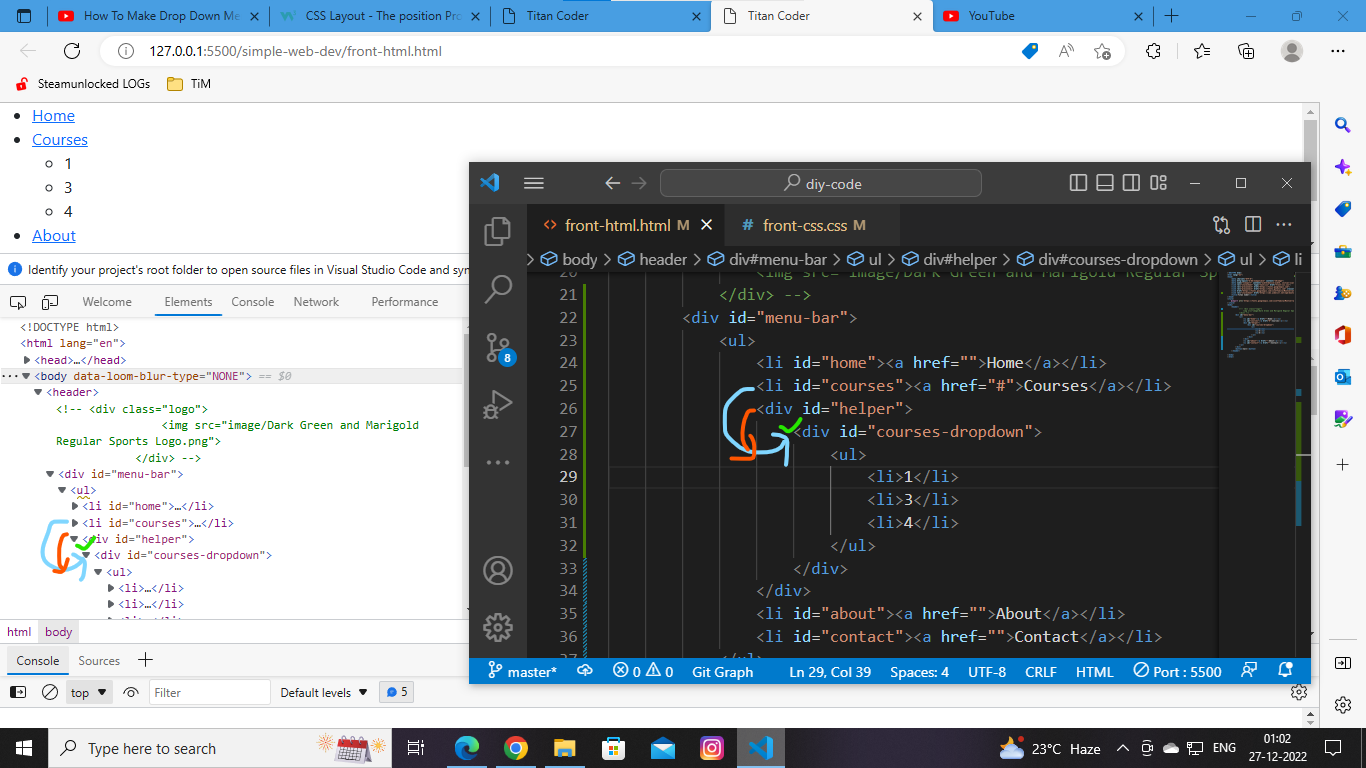 How To Make Drop Down Me
CSS Layout - The position Pro
Titan Coder
Titan Coder
YouTube
127.0.0.1:5500/simple-web-dev/front-html.html
Steamunlocked LOGs
TiM
Home
Courses
1
3
4
About
Identify your project's root folder to open source files in Visual Studio Code and syn
Welcome Elements Console Network Performance
<!DOCTYPE html>
<html lang="en">
<head>…</head>
<body data-loom-blur-type="NONE"> == $0
<header>
<!-- <div class="logo">
<img src="image/Dark Green and Marigold
Regular Sports Logo.png">
</div> -->
<div id="menu-bar">
<ul>
<li id="home">…</li>
<li id="courses">…</li>
<div id="helper">
<div id="courses-dropdown">
<ul>
<li>…</li>
<li>…</li>
html body
Console Sources
top Filter Default levels 5
diy-code
front-html.html M
# front-css.css M
body header div#menu-bar ul div#helper div#courses-dropdown ul li
20 <img src="image/Dark Green and Marigold Regular Sp
21 </div> -->
22 <div id="menu-bar">
23 <ul>
24 <li id="home"><a href="">Home</a></li>
25 <li id="courses"><a href="#">Courses</a></li>
26 <div id="helper">
27 <div id="courses-dropdown">
28 <ul>
29 <li>1</li>
30 <li>3</li>
31 <li>4</li>
32 </ul>
33 </div>
34 </div>
35 <li id="about"><a href="">About</a></li>
36 <li id="contact"><a href="">Contact</a></li>
37 </ul>
8
master* 0 0 Git Graph Ln 29, Col 39 Spaces: 4 UTF-8 CRLF HTML Port : 5500
Type here to search
23°C Haze
ENG
01:02
27-12-2022